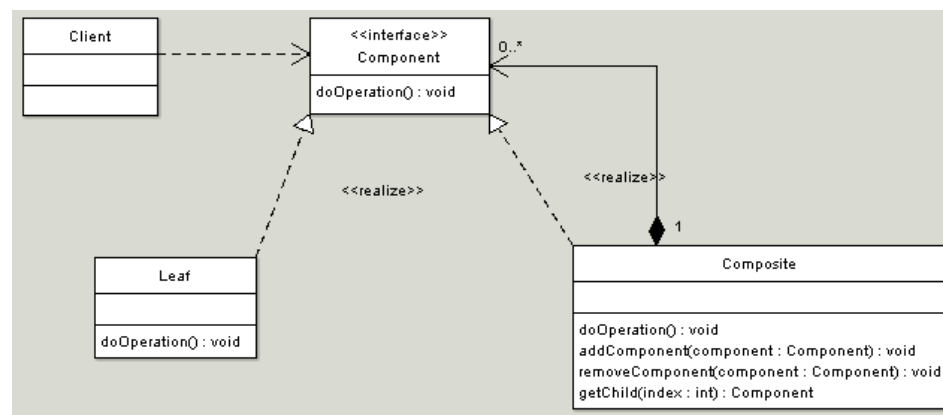 Client
<<interface>>
Component
doOperation() : void
0..*
<<realize>>
<<realize>>
1
Leaf
doOperation() : void
Composite
doOperation() : void
addComponent(component : Component) : void
removeComponent(component : Component) : void
getChild(index : int) : Component